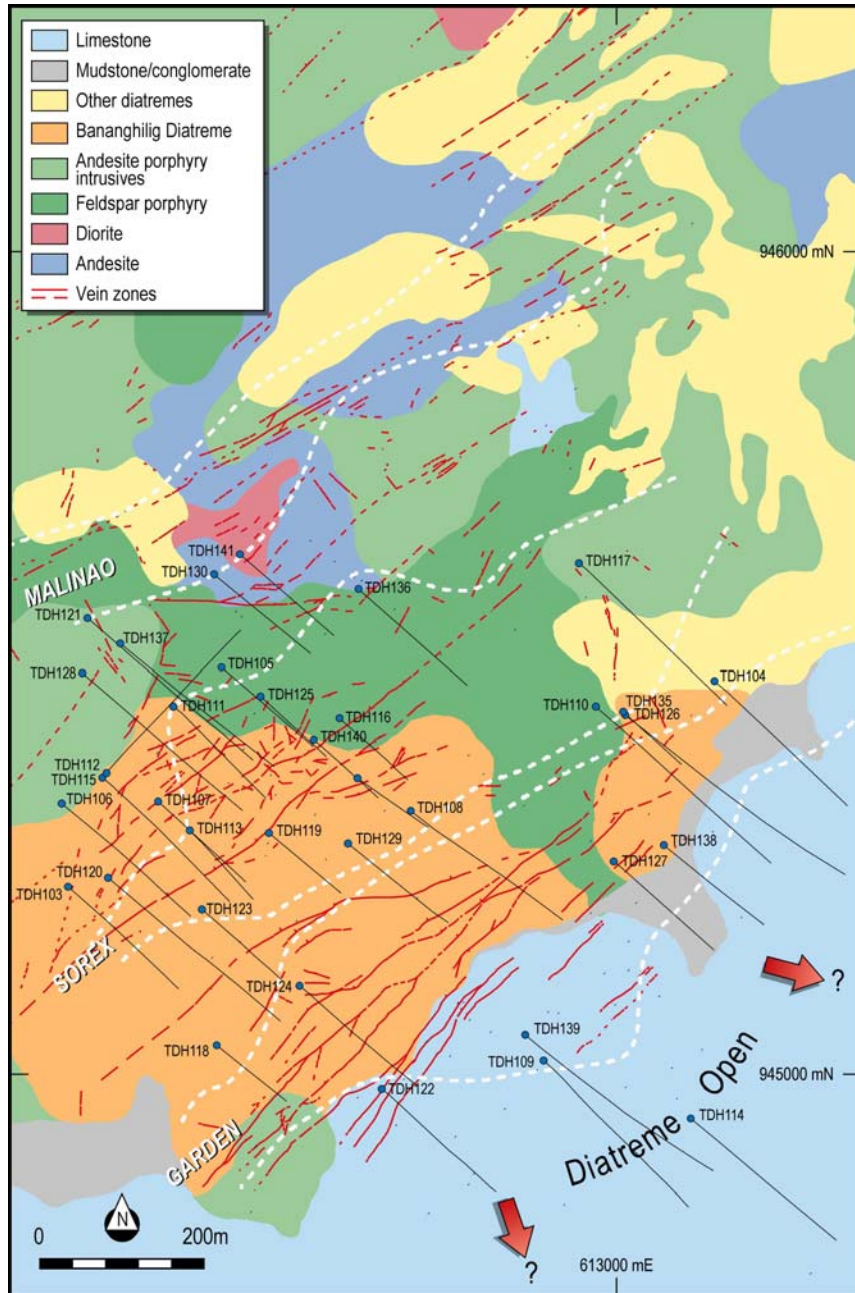 Limestone
Mudstone/conglomerate
Other diatremes
Bananghilig Diatreme
Andesite porphyry
intrusives
Feldspar porphyry
Diorite
Andesite
Vein zones
946000 mN
MALINAO
TDH141
TDH130
TDH136
TDH117
TDH121
TDH137
TDH128
TDH105
TDH104
TDH125
TDH111
TDH116
TDH110
TDH135
TDH126
TDH140
TDH112
TDH115
TDH106
TDH107
TDH108
TDH113
TDH119
TDH129
TDH138
TDH127
TDH120
TDH103
TDH123
SOREX
TDH124
?
TDH139
TDH118
TDH109
945000 mN
TDH122
Diatreme Open
TDH114
GARDEN
N
0 200m
613000 mE
?